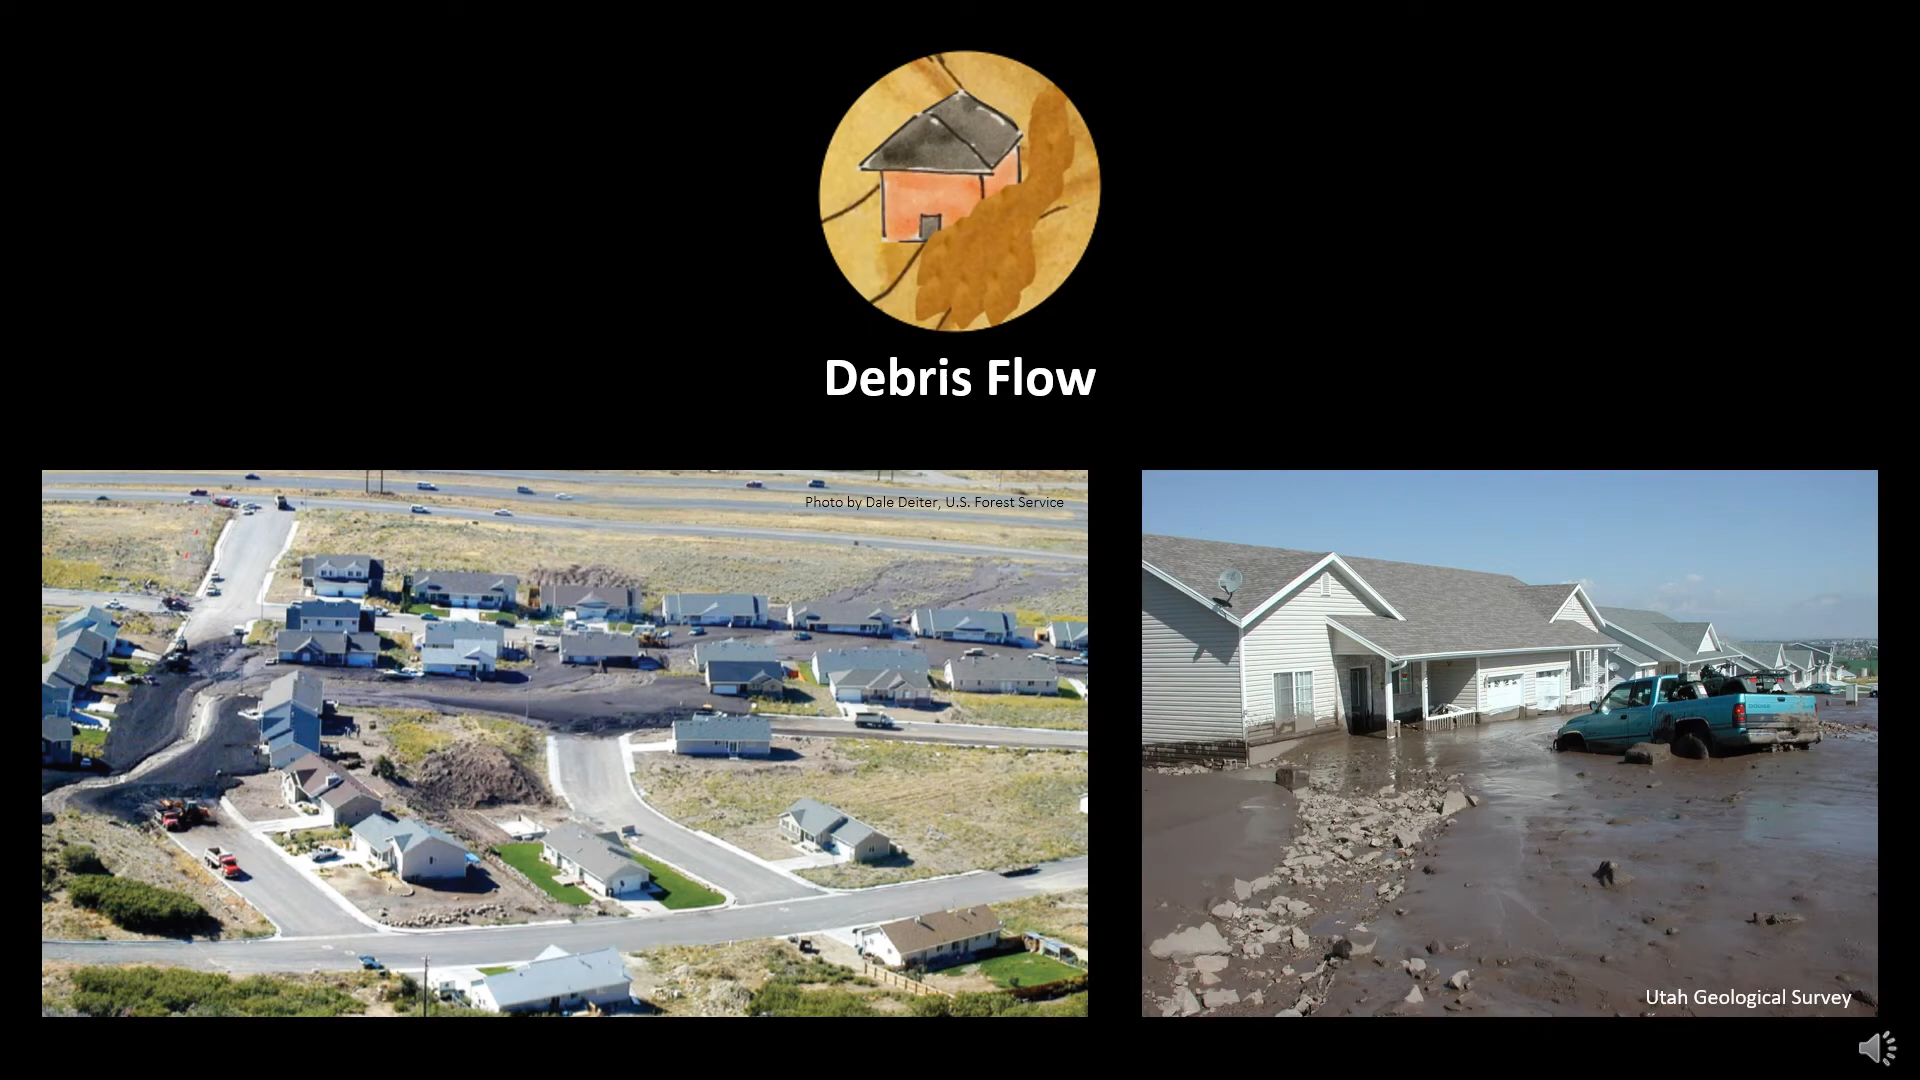 Debris Flow
Photo by Dale Deiter, U.S. Forest Service
Utah Geological Survey